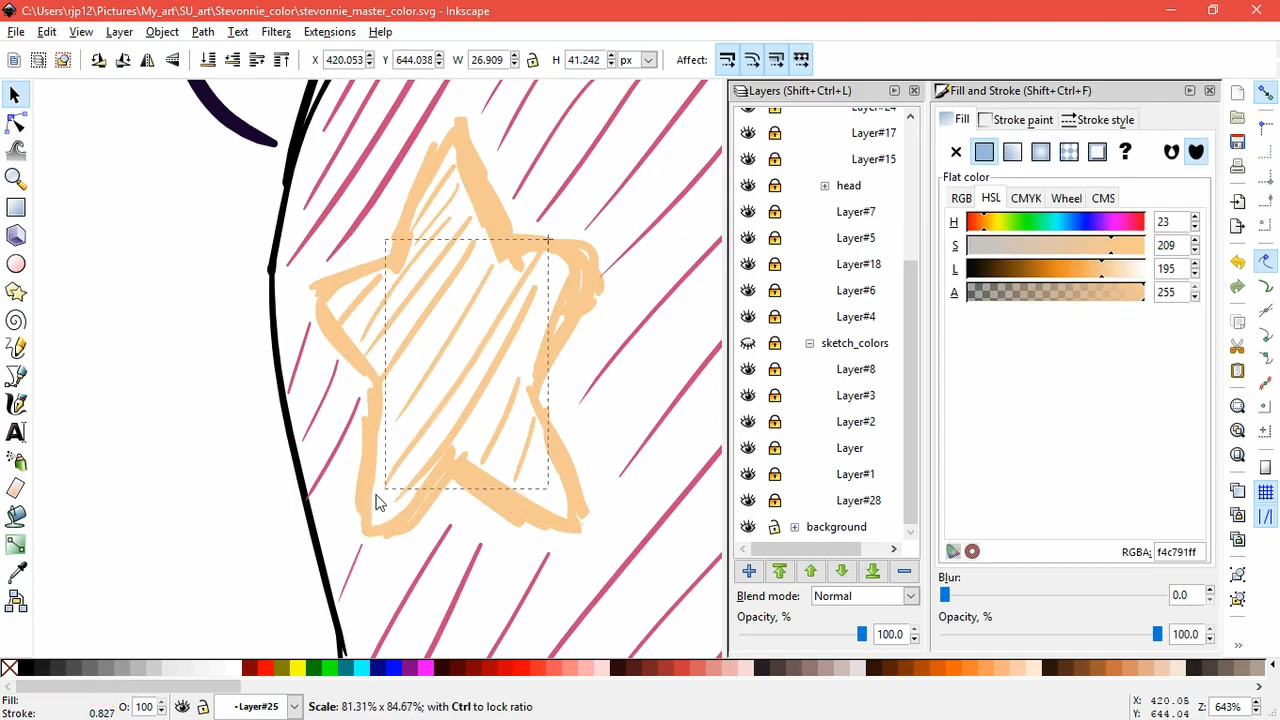 C:\Users\rjp12\Pictures\My_art\SU_art\Stevonnie_color\stevonnie_master_color.svg - Inkscape
File Edit View Layer Object Path Text Filters Extensions Help
X 420.053 Y 644.038 W 26.909 H 41.242 px Affect:
Layers (Shift+Ctrl+L)
Layer#24
Layer#17
Layer#15
head
Layer#7
Layer#5
Layer#18
Layer#6
Layer#4
sketch_colors
Layer#8
Layer#3
Layer#2
Layer
Layer#1
Layer#28
background
Blend mode: Normal
Opacity, % 
100.0
Fill and Stroke (Shift+Ctrl+F)
Fill Stroke paint Stroke style
?
Flat color
RGB HSL CMYK Wheel CMS
H 23
S 209
L 195
A 255
RGBA: f4c791ff
Blur:
0.0
Opacity, %
100.0
Fill:
Stroke: 0.827
O: 100
Layer#25
Scale: 81.31% x 84.67%; with Ctrl to lock ratio
X: 420.05
Y: 644.04
Z: 643%